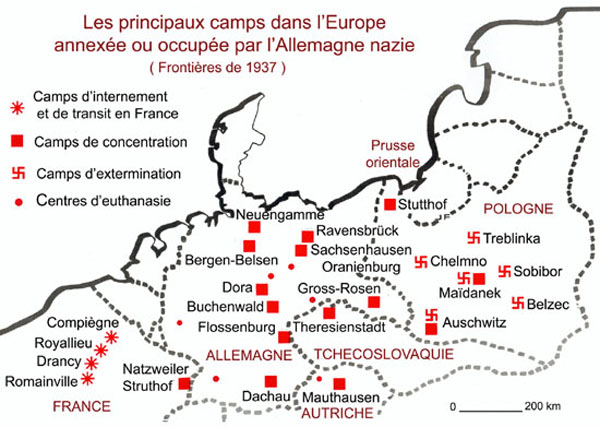 Les principaux camps dans l'Europe
annexée ou occupée par l'Allemagne nazie
( Frontières de 1937 )
Camps d'internement
et de transit en France
Camps de concentration
Camps d'extermination
Centres d'euthanasie
Prusse
orientale
Stutthof
POLOGNE
Neuengamme
Ravensbrück
Treblinka
Bergen-Belsen
Sachsenhausen
Oranienburg
Chelmno
Sobibor
Maïdanek
Dora
Gross-Rosen
Belzec
Buchenwald
Compiègne
Flossenburg
Theresienstadt
Auschwitz
Royallieu
Drancy
ALLEMAGNE
TCHECOSLOVAQUIE
Romainville
Natzweiler
Struthof
FRANCE
Dachau
Mauthausen
AUTRICHE
0
200 km